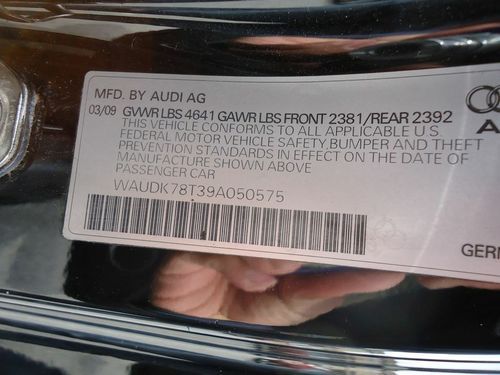 MFD. BY AUDI AG
03/09 GVWR LBS 4641 GAWR LBS FRONT 2381/REAR 2392
THIS VEHICLE CONFORMS TO ALL APPLICABLE U.S.
FEDERAL MOTOR VEHICLE SAFETY, BUMPER AND THEFT
PREVENTION STANDARDS IN EFFECT ON THE DATE OF
MANUFACTURE SHOWN ABOVE
PASSENGER CAR
WAUDK78T39A050575